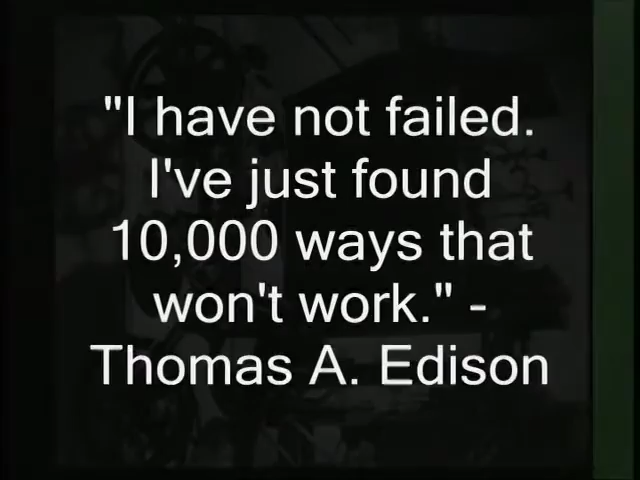 "I have not failed.
I've just found
10,000 ways that
won't work." -
Thomas A. Edison